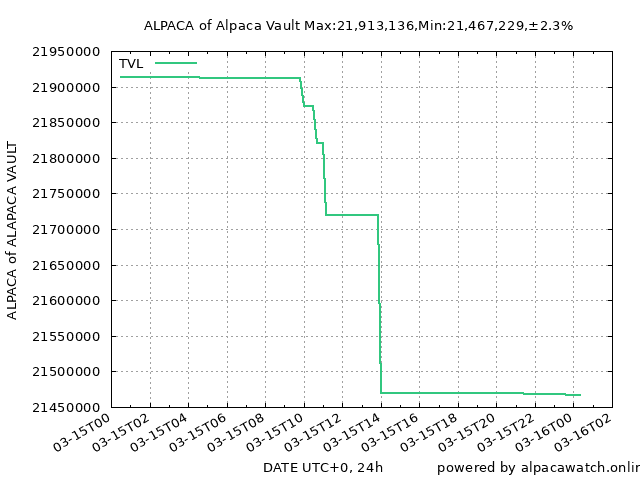 ALPACA of Alpaca Vault Max:21,913,136,Min:21,467,229,±2.3%
TVL
21950000
21900000
21850000
21800000
21750000
21700000
21650000
21600000
21550000
21500000
21450000
ALPACA of ALAPACA VAULT
03-15T00
03-15T02
03-15T04
03-15T06
03-15T08
03-15T10
03-15T12
03-15T14
03-15T16
03-15T18
03-15T20
03-15T22
03-16T00
03-16T02
DATE UTC+0, 24h
powered by alpacawatch.onlin